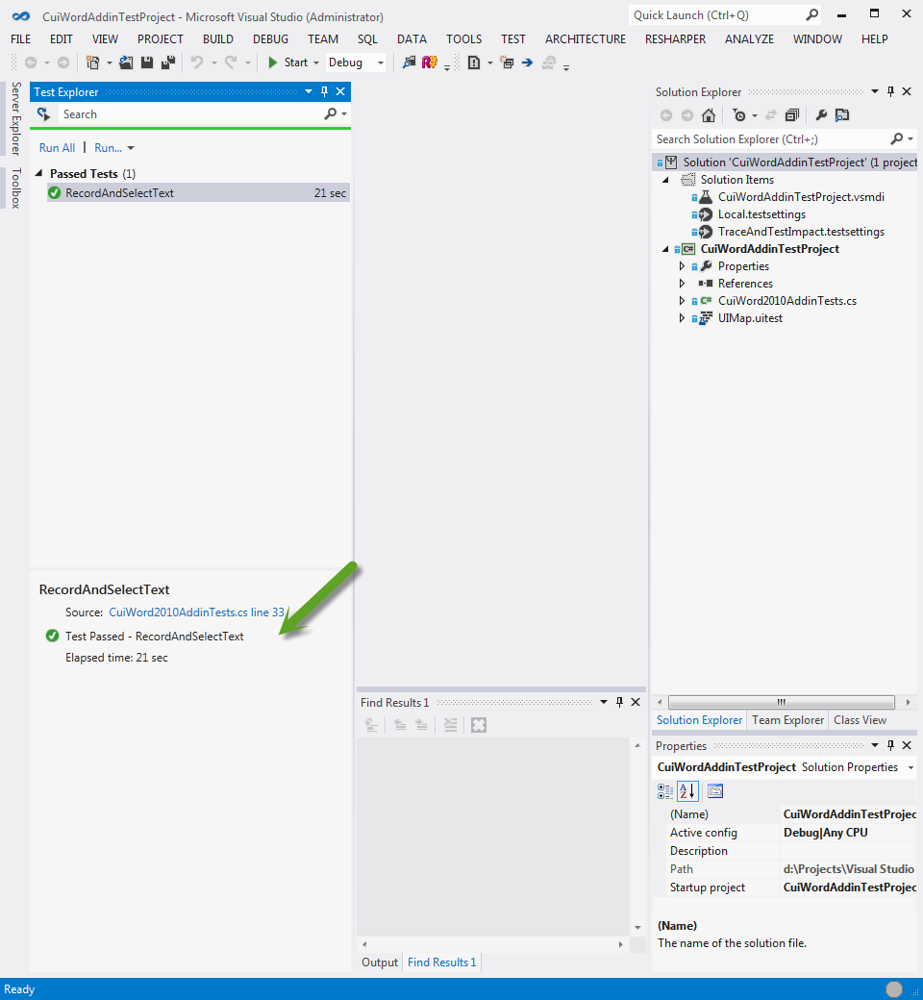 CuiWordAddinTestProject - Microsoft Visual Studio (Administrator)
Quick Launch (Ctrl+Q)
FILE EDIT VIEW PROJECT BUILD DEBUG TEAM SQL DATA TOOLS TEST ARCHITECTURE RESHARPER ANALYZE WINDOW HELP
Start Debug
Server Explorer
Toolbox
Test Explorer
Search
Run All | Run...
Passed Tests (1)
RecordAndSelectText 21 sec
RecordAndSelectText
Source: CuiWord2010AddinTests.cs line 33
Test Passed - RecordAndSelectText
Elapsed time: 21 sec
Find Results 1
Output Find Results 1
Solution Explorer
Search Solution Explorer (Ctrl+;)
Solution 'CuiWordAddinTestProject' (1 project
Solution Items
CuiWordAddinTestProject.vsmdi
Local.testsettings
TraceAndTestImpact.testsettings
C# CuiWordAddinTestProject
Properties
References
C# CuiWord2010AddinTests.cs
UIMap.uitest
Solution Explorer Team Explorer Class View
Properties
CuiWordAddinTestProject Solution Properties
(Name) CuiWordAddinTestProjec
Active config Debug|Any CPU
Description
Path d:\Projects\Visual Studio
Startup project CuiWordAddinTestProjec
(Name)
The name of the solution file.
Ready